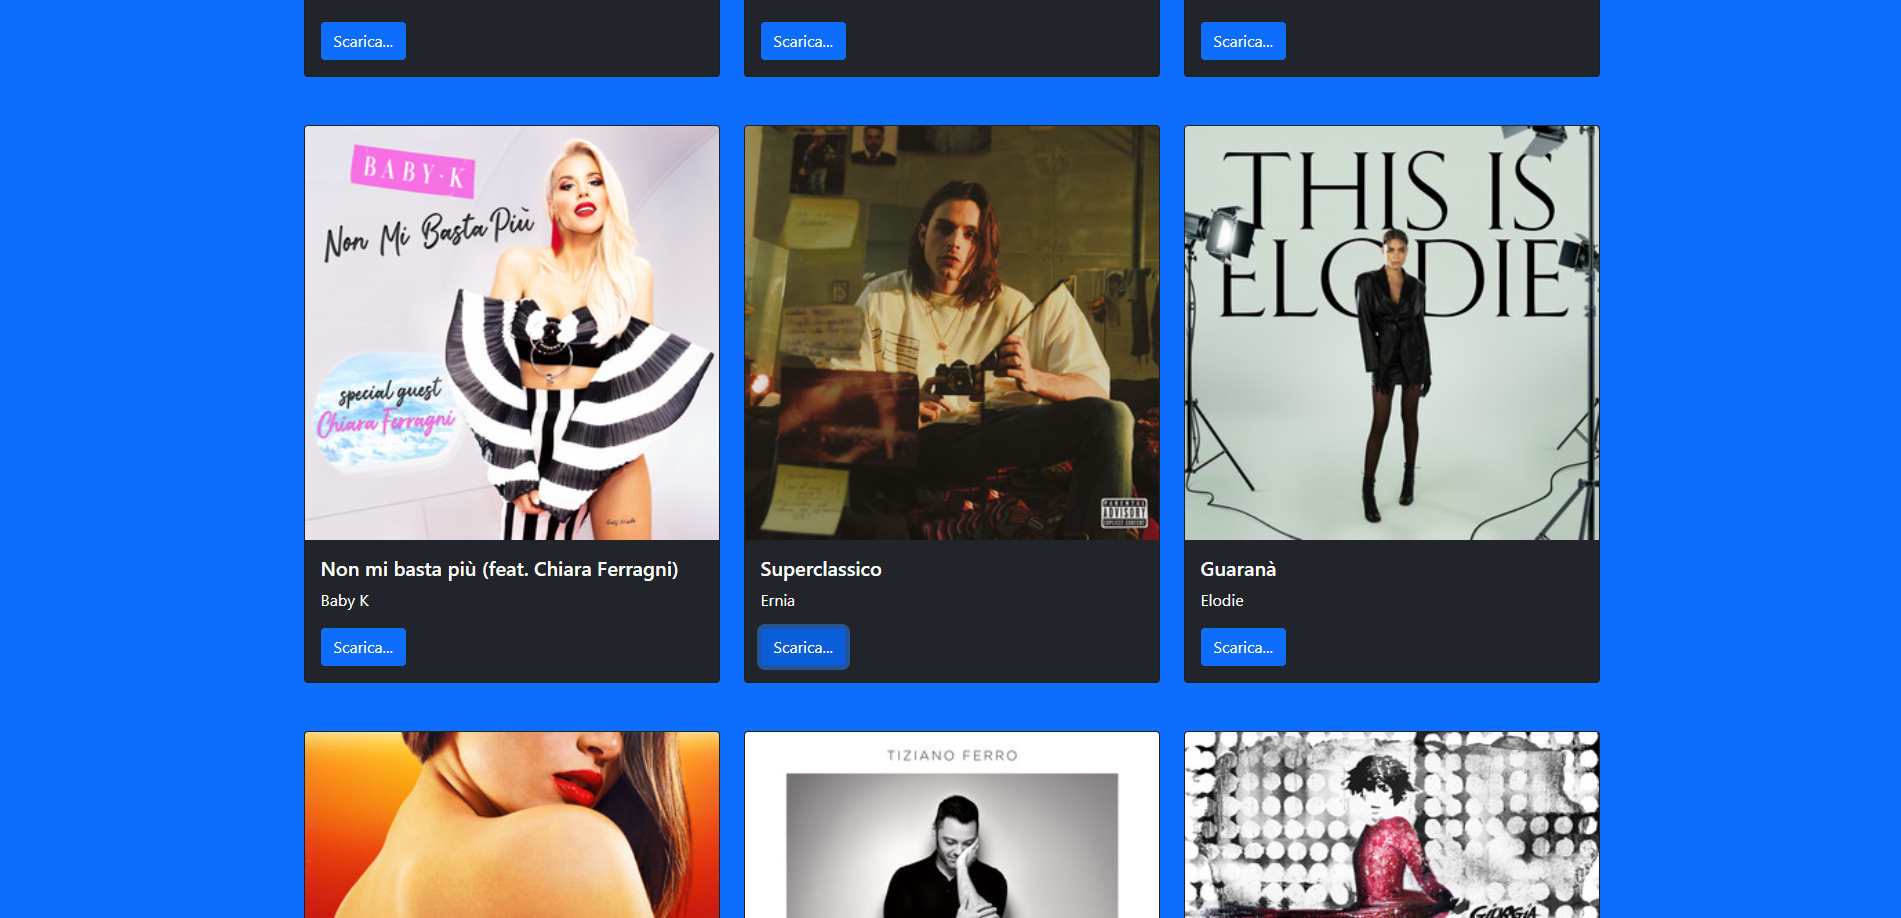 Scarica...
Scarica...
Scarica...
BABY·K
Non Mi Basta Più
special guest
Chiara Ferragni
PARENTAL
ADVISORY
EXPLICIT CONTENT
THIS IS
ELODIE
Non mi basta più (feat. Chiara Ferragni)
Baby K
Scarica...
Superclassico
Ernia
Scarica...
Guaranà
Elodie
Scarica...
TIZIANO FERRO
GIORGIA